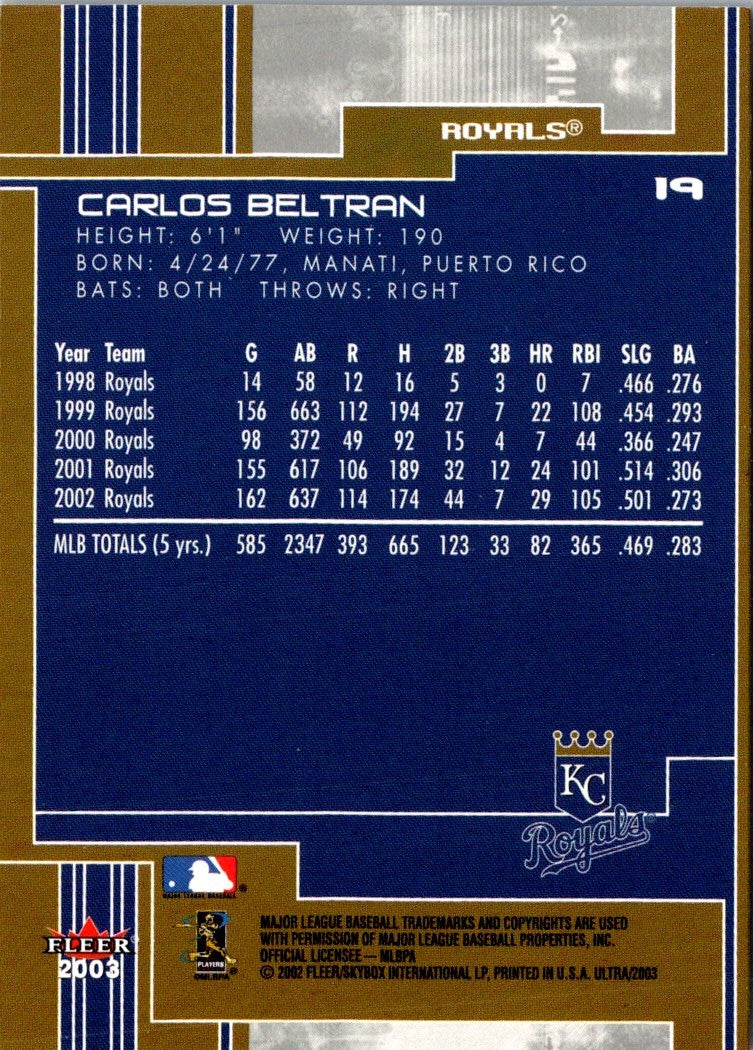 ROYALS®
19
CARLOS BELTRAN
HEIGHT: 6'1" WEIGHT: 190
BORN: 4/24/77, MANATI, PUERTO RICO
BATS: BOTH THROWS: RIGHT
Year Team G AB R H 2B 3B HR RBI SLG BA
1998 Royals 14 58 12 16 5 3 0 7 .466 .276
1999 Royals 156 663 112 194 27 7 22 108 .454 .293
2000 Royals 98 372 49 92 15 4 7 44 .366 .247
2001 Royals 155 617 106 189 32 12 24 101 .514 .306
2002 Royals 162 637 114 174 44 7 29 105 .501 .273
MLB TOTALS (5 yrs.) 585 2347 393 665 123 33 82 365 .469 .283
KC
Royals
MAJOR LEAGUE BASEBALL ®
FLEER
2003
PLAYERS
©MLBPA
MAJOR LEAGUE BASEBALL TRADEMARKS AND COPYRIGHTS ARE USED
WITH PERMISSION OF MAJOR LEAGUE BASEBALL PROPERTIES, INC.
OFFICIAL LICENSEE — MLBPA
© 2002 FLEER/SKYBOX INTERNATIONAL LP, PRINTED IN U.S.A. ULTRA/2003